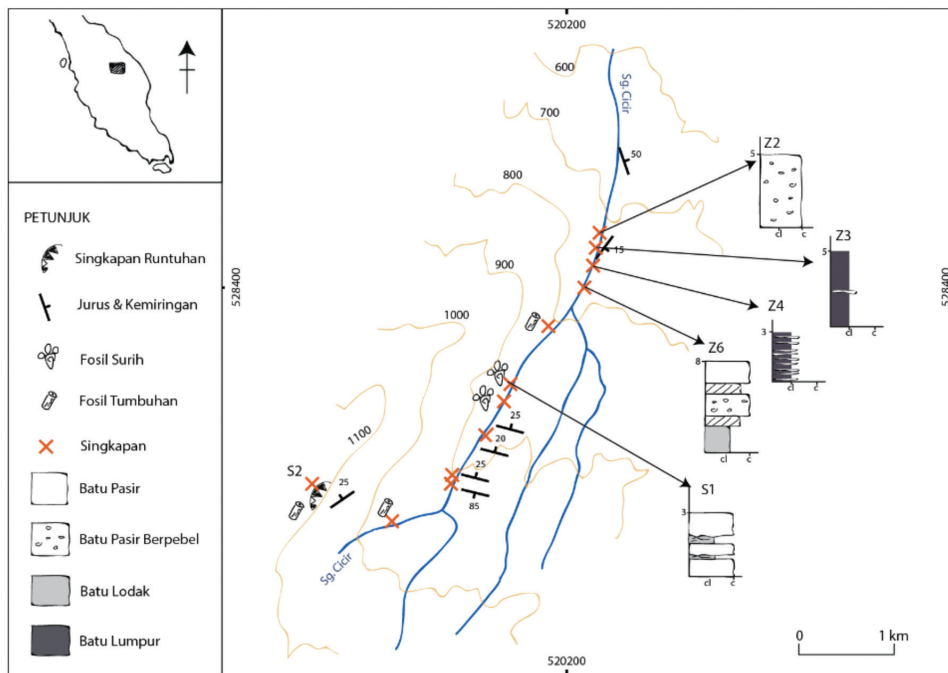 PETUNJUK
Singkapan Runtuhan
Jurus & Kemiringan
Fosil Surih
Fosil Tumbuhan
Singkapan
Batu Pasir
Batu Pasir Berpebel
Batu Lodak
Batu Lumpur
520200
600
Sg. Cicir
700
50
800
Z2
5
cl c
15
Z3
5
cl c
528400
528400
900
Z4
3
cl c
1000
Z6
8
cl c
25
1100
20
S2
25
25
85
S1
3
cl c
Sg. Cicir
0 1 km
520200